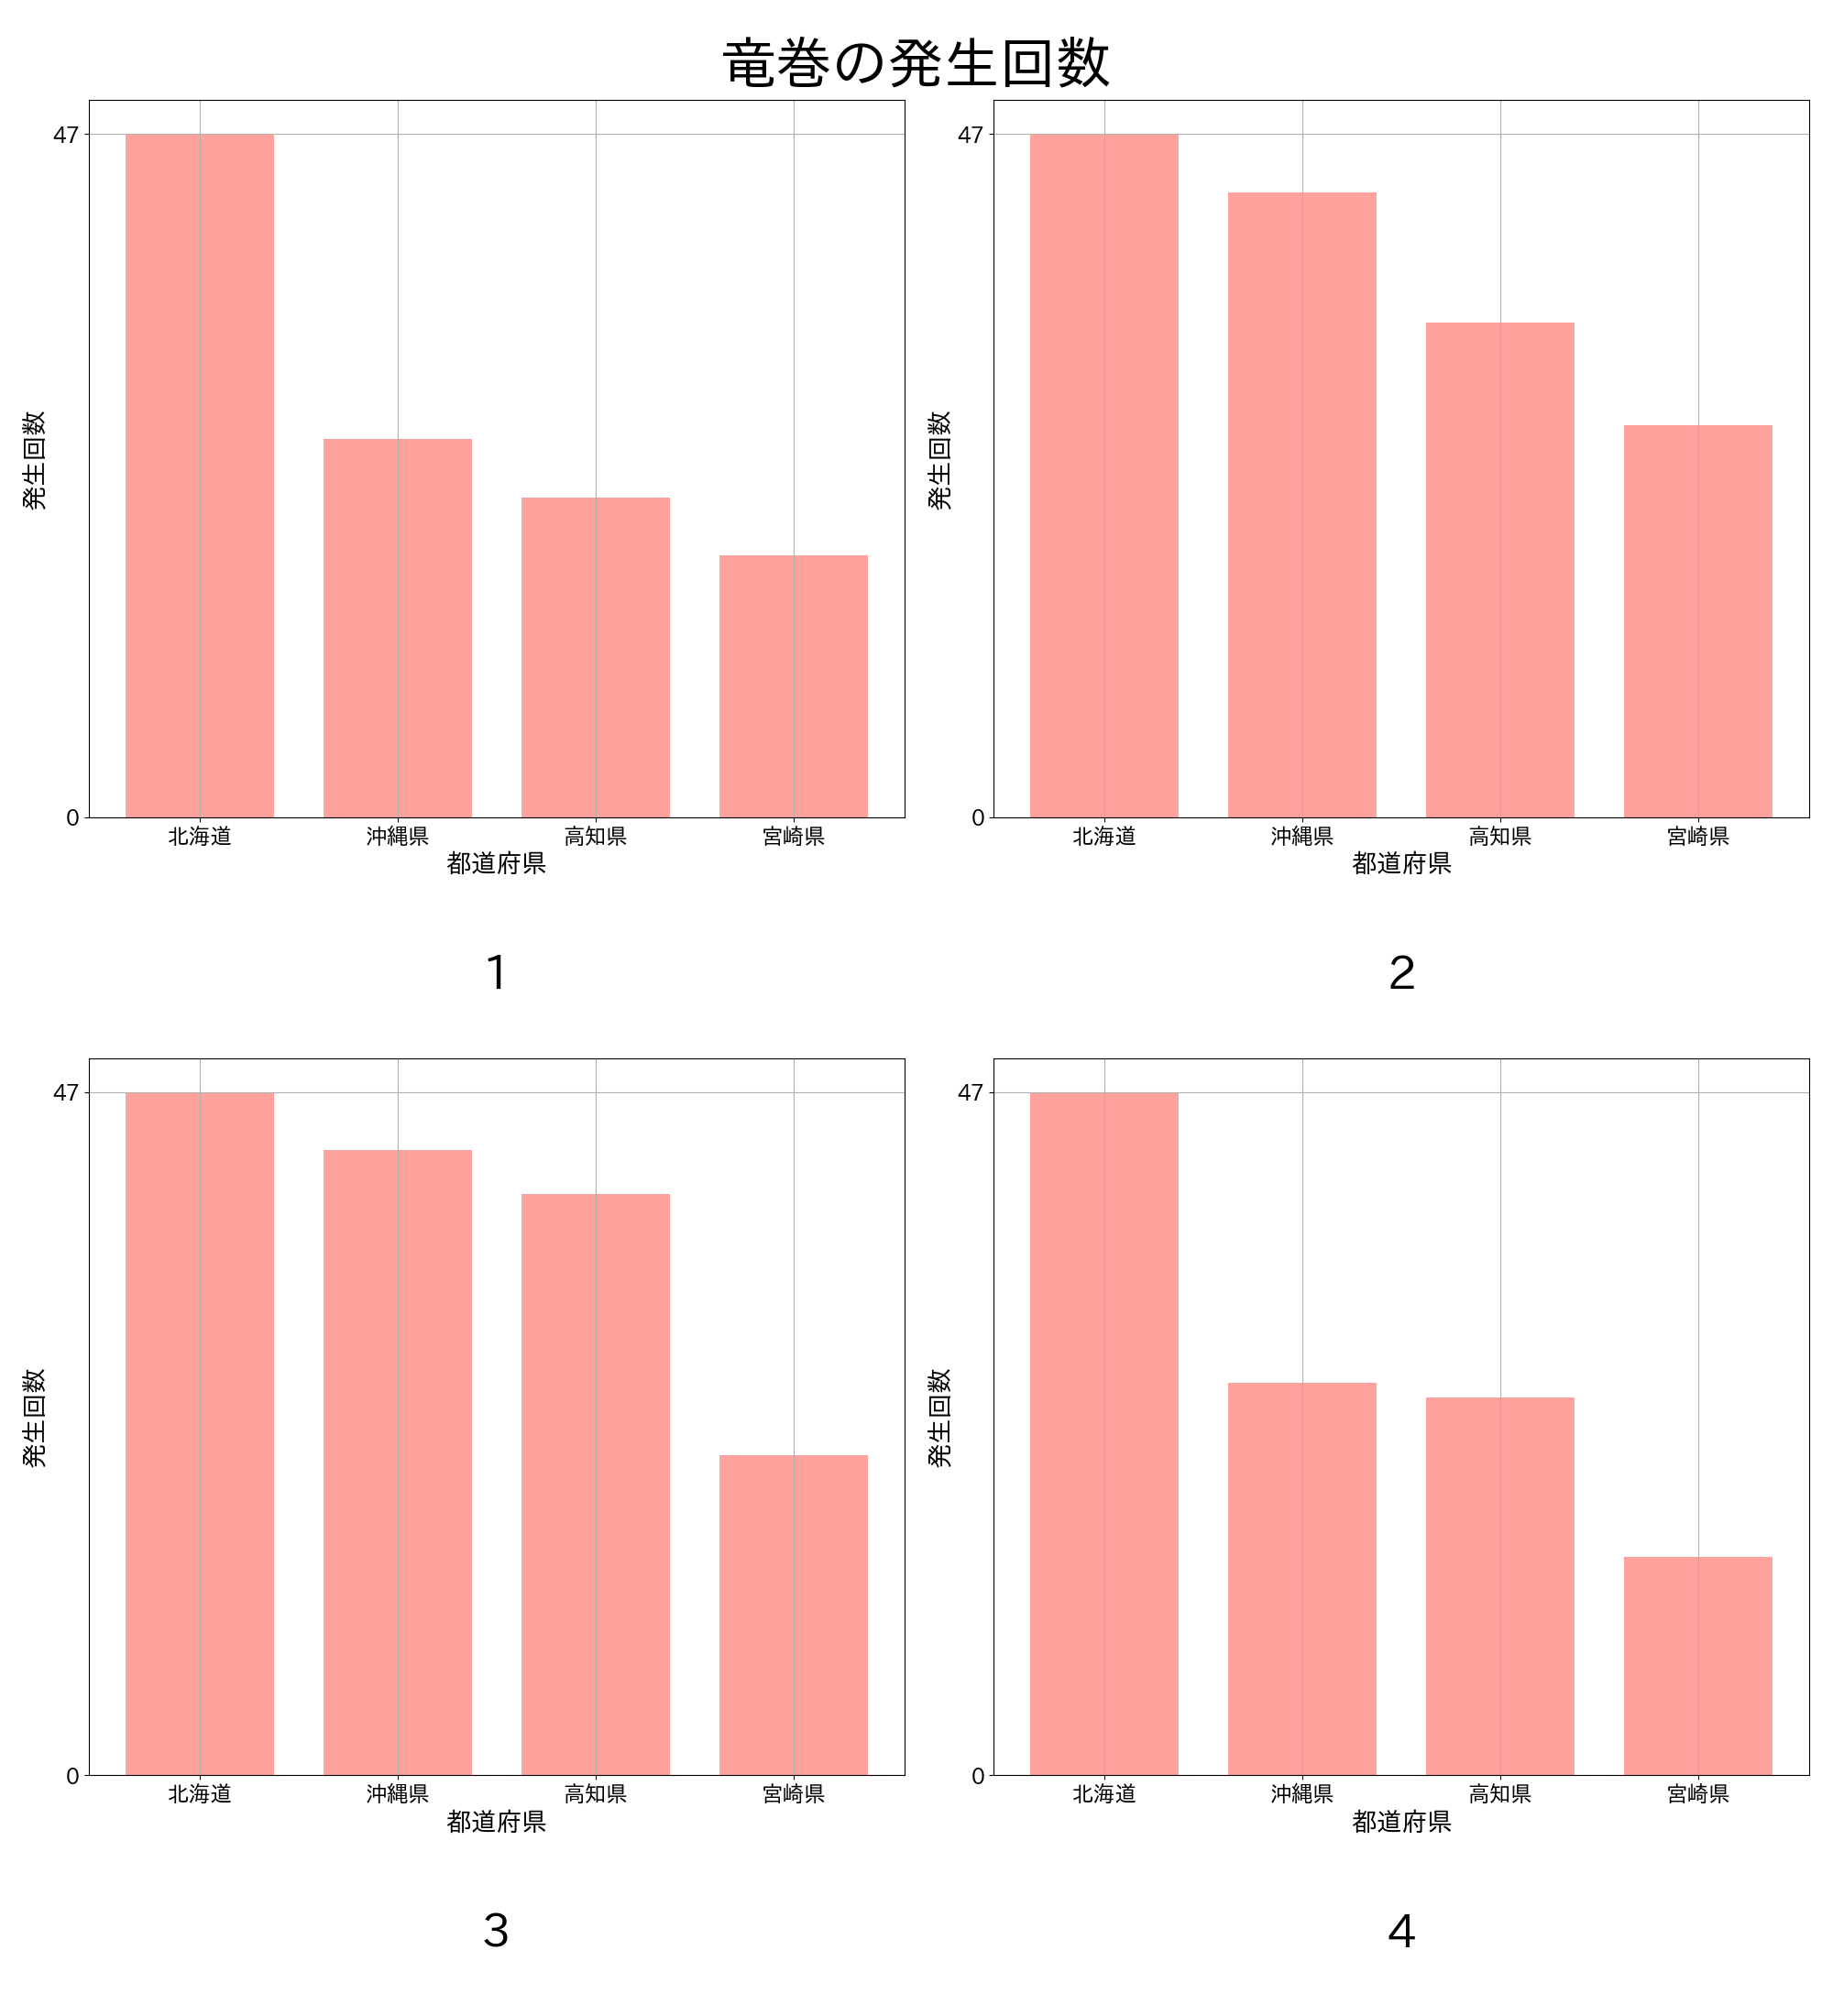 竜巻の発生回数
47
発生回数
0
北海道 沖縄県 高知県 宮崎県
都道府県
1
47
発生回数
0
北海道 沖縄県 高知県 宮崎県
都道府県
2
47
発生回数
0
北海道 沖縄県 高知県 宮崎県
都道府県
3
47
発生回数
0
北海道 沖縄県 高知県 宮崎県
都道府県
4